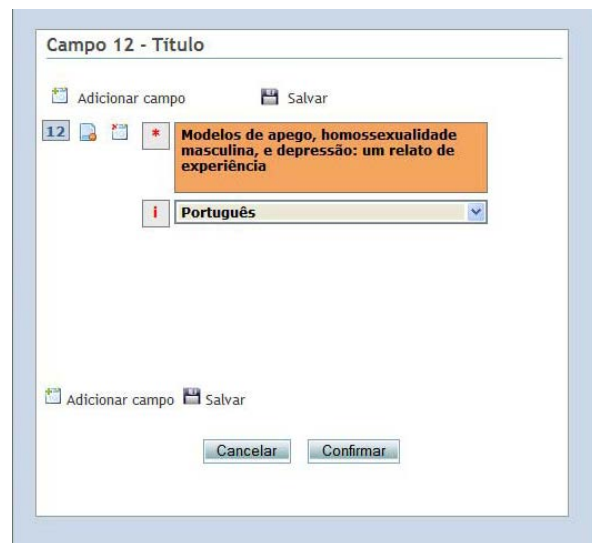 Campo 12 - Título
Adicionar campo Salvar
12 * Modelos de apego, homossexualidade
masculina, e depressão: um relato de
experiência
i Português
Adicionar campo Salvar
Cancelar Confirmar